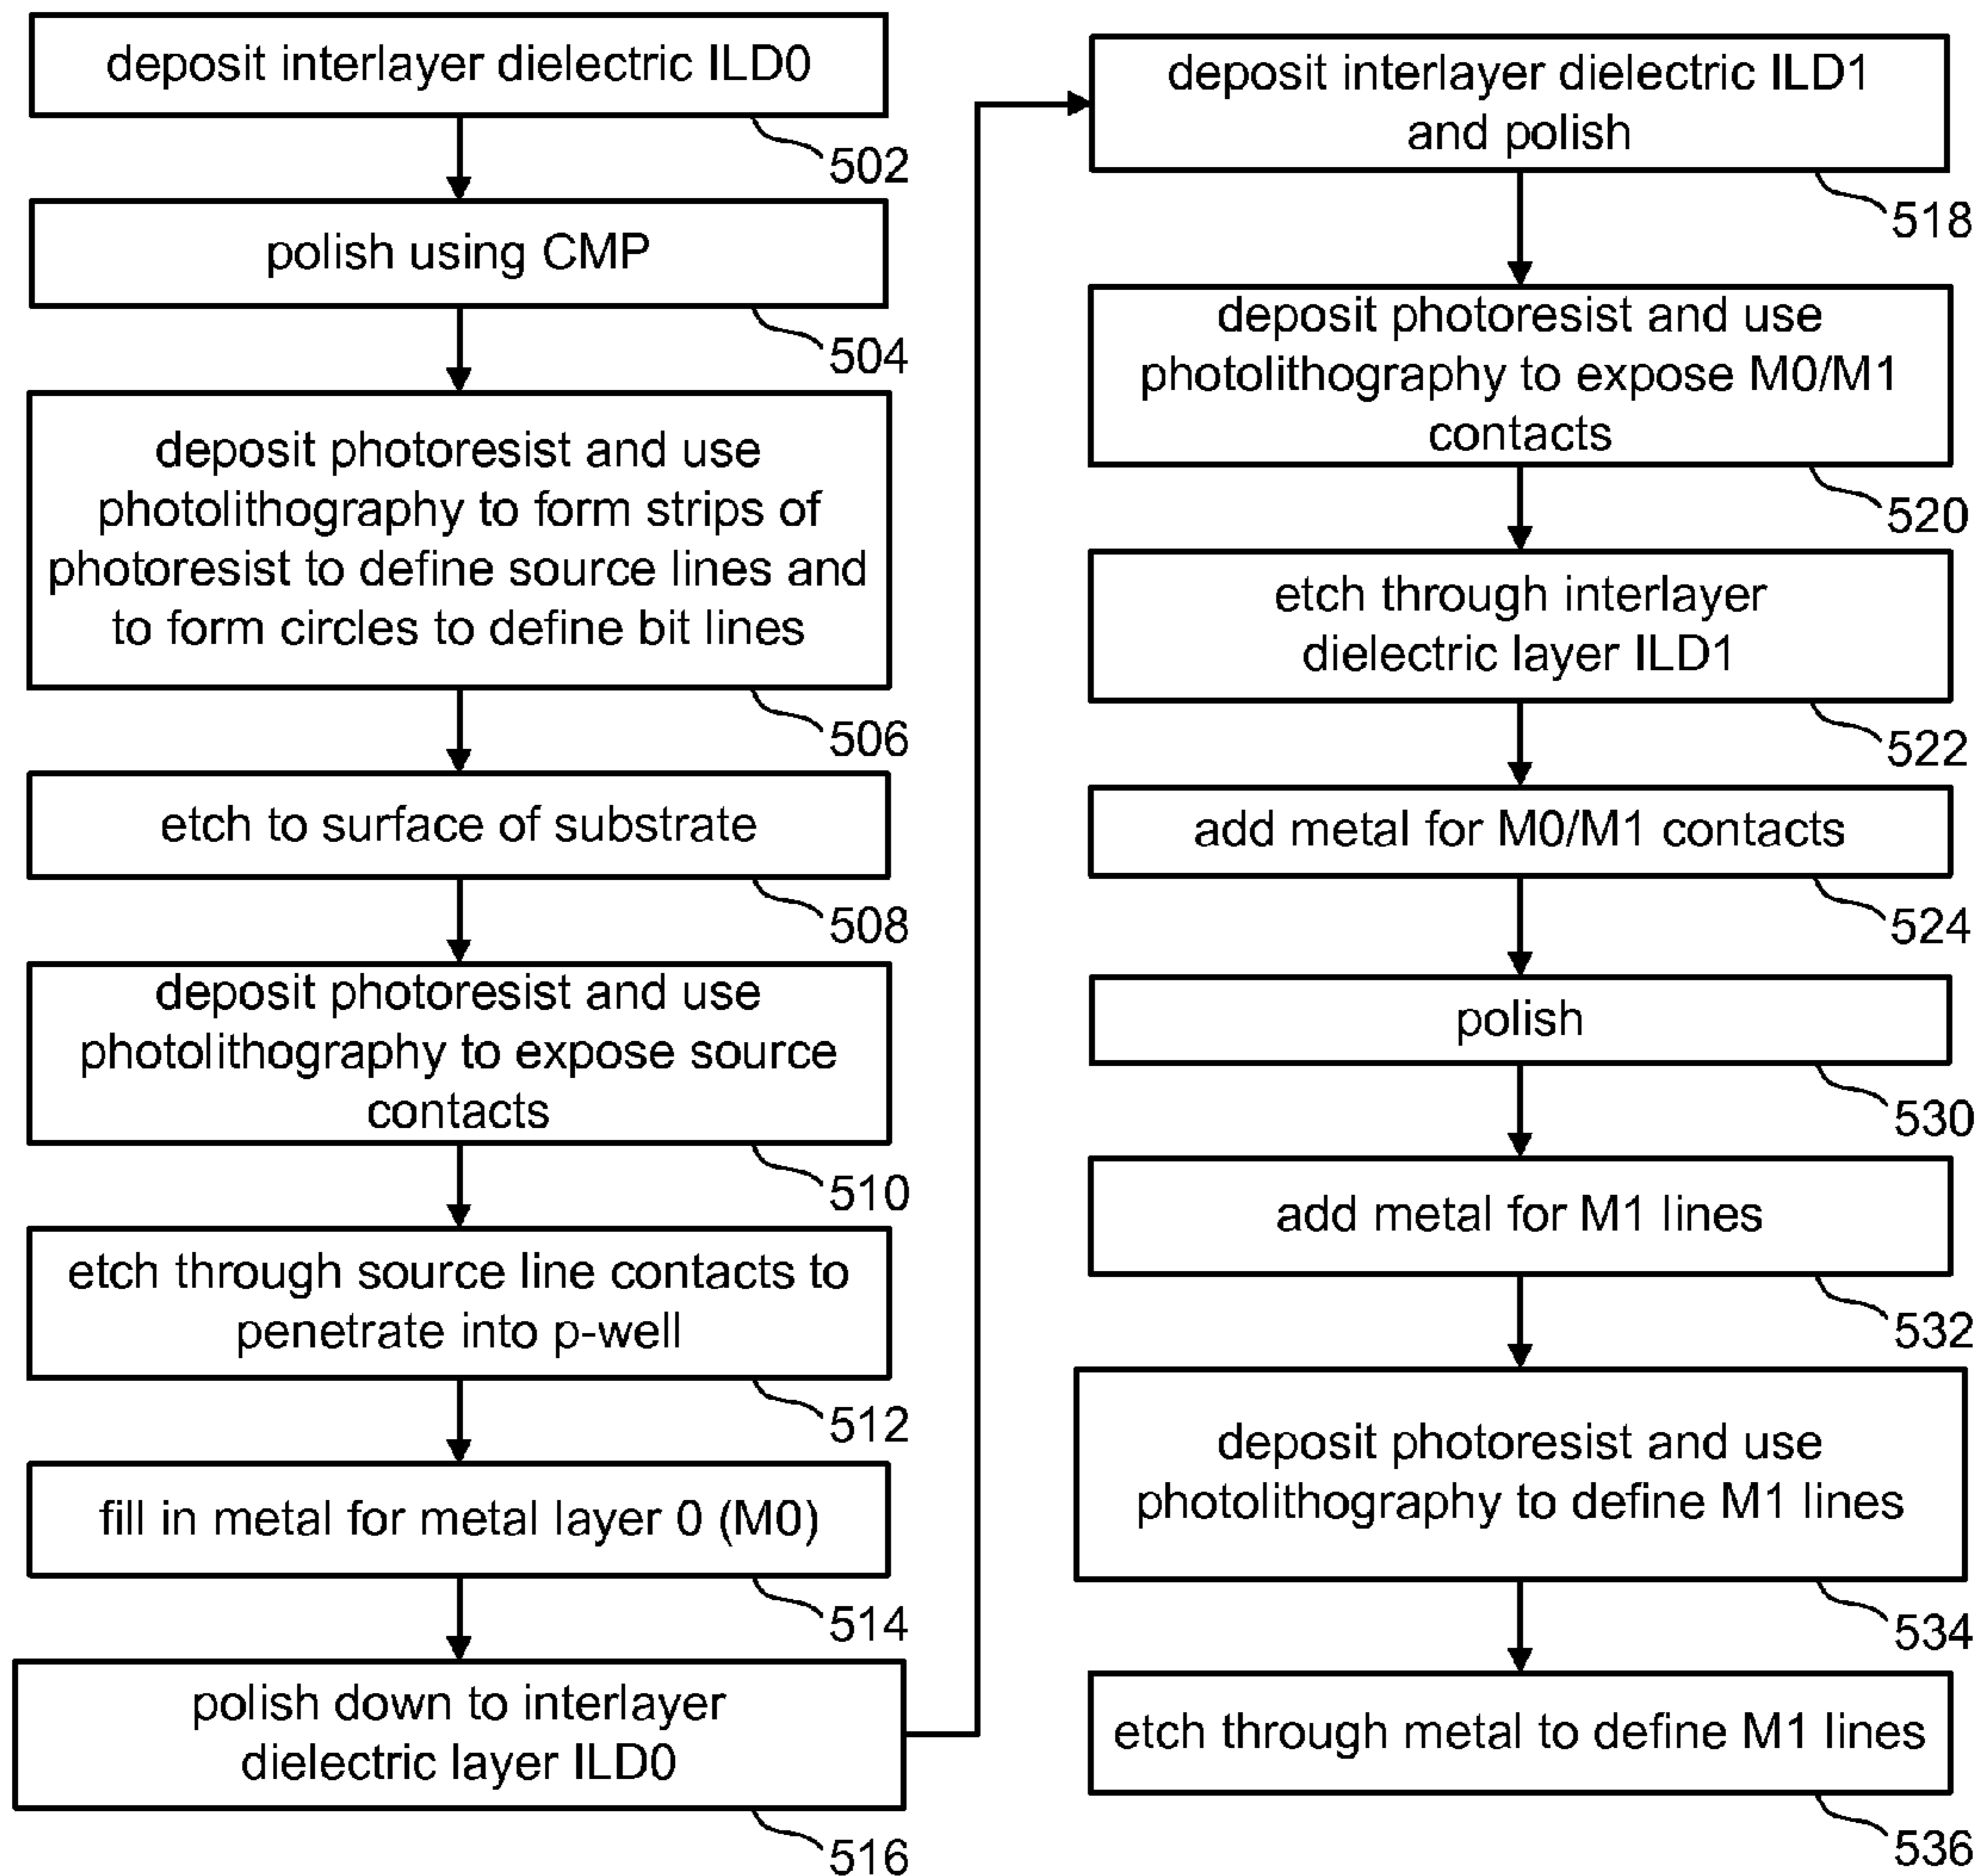 deposit interlayer dielectric ILD0
502
polish using CMP
504
deposit photoresist and use
photolithography to form strips of
photoresist to define source lines and
to form circles to define bit lines
506
etch to surface of substrate
508
deposit photoresist and use
photolithography to expose source
contacts
510
etch through source line contacts to
penetrate into p-well
512
fill in metal for metal layer 0 (M0)
514
polish down to interlayer
dielectric layer ILD0
516
deposit interlayer dielectric ILD1
and polish
518
deposit photoresist and use
photolithography to expose M0/M1
contacts
520
etch through interlayer
dielectric layer ILD1
522
add metal for M0/M1 contacts
524
polish
530
add metal for M1 lines
532
deposit photoresist and use
photolithography to define M1 lines
534
etch through metal to define M1 lines
536